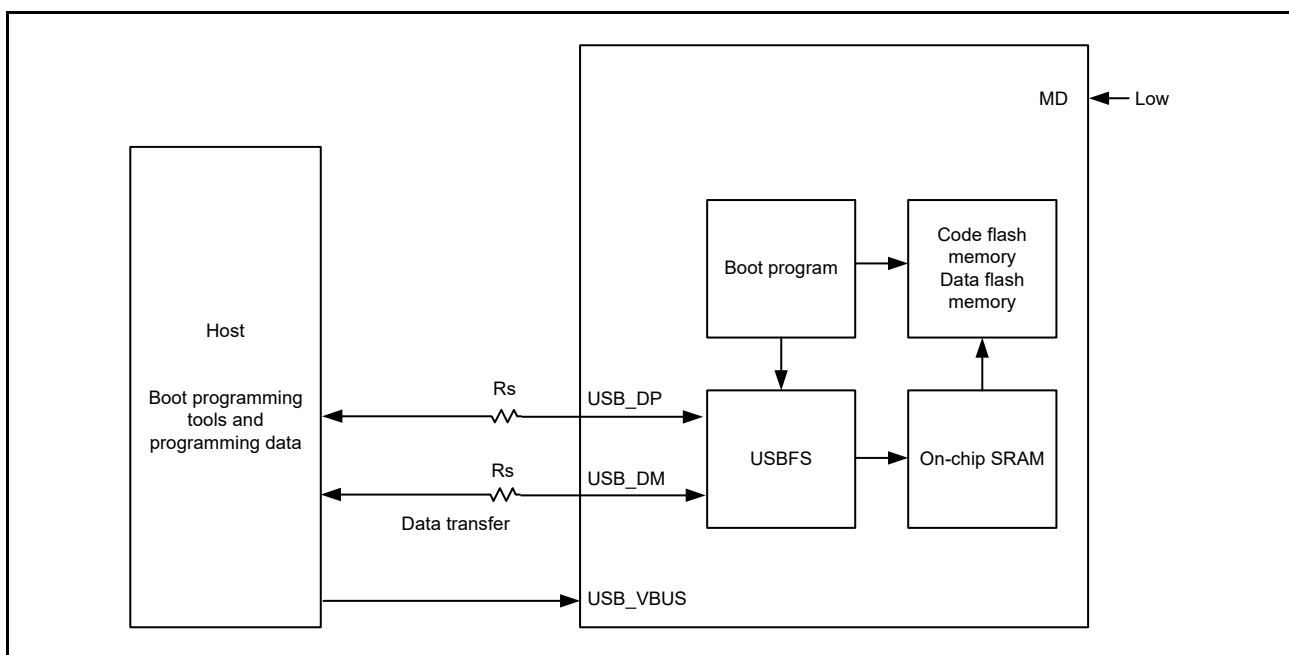 MD
Low
Boot program
Code flash
memory
Data flash
memory
Host
Boot programming
tools and
programming data
Rs
USB_DP
Rs
USB_DM
Data transfer
USBFS
On-chip SRAM
USB_VBUS